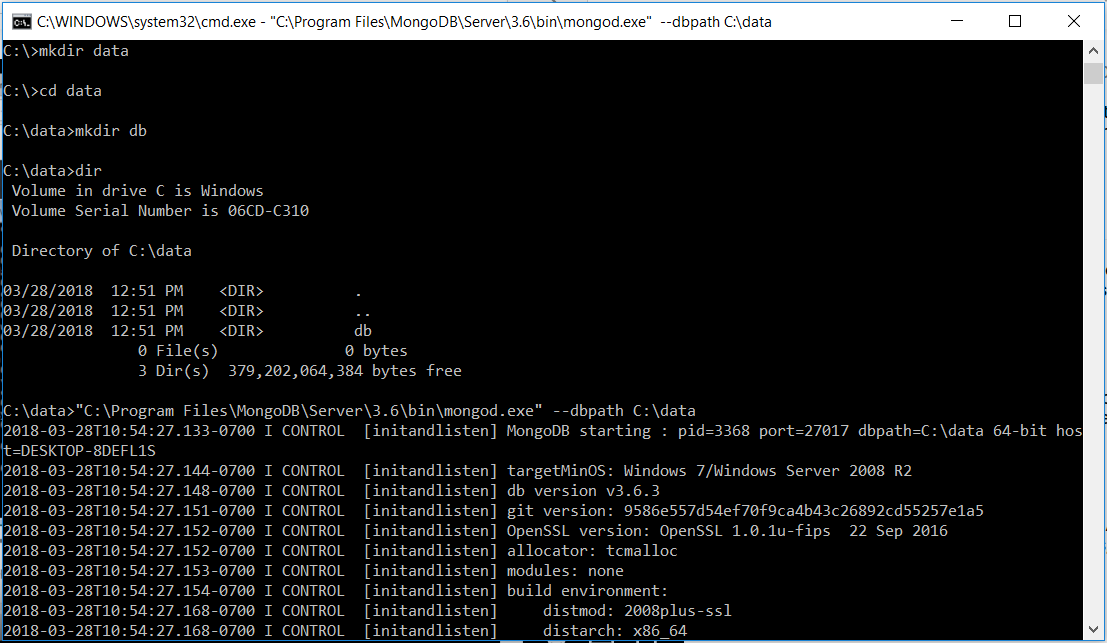 C:\WINDOWS\system32\cmd.exe - "C:\Program Files\MongoDB\Server\3.6\bin\mongod.exe"  --dbpath C:\data
C:\>mkdir data
C:\>cd data
C:\data>mkdir db
C:\data>dir
 Volume in drive C is Windows
 Volume Serial Number is 06CD-C310
 Directory of C:\data
03/28/2018  12:51 PM    <DIR>          .
03/28/2018  12:51 PM    <DIR>          ..
03/28/2018  12:51 PM    <DIR>          db
               0 File(s)              0 bytes
               3 Dir(s)  379,202,064,384 bytes free
C:\data>"C:\Program Files\MongoDB\Server\3.6\bin\mongod.exe" --dbpath C:\data
2018-03-28T10:54:27.133-0700 I CONTROL  [initandlisten] MongoDB starting : pid=3368 port=27017 dbpath=C:\data 64-bit hos
t=DESKTOP-8DEFL1S
2018-03-28T10:54:27.144-0700 I CONTROL  [initandlisten] targetMinOS: Windows 7/Windows Server 2008 R2
2018-03-28T10:54:27.148-0700 I CONTROL  [initandlisten] db version v3.6.3
2018-03-28T10:54:27.151-0700 I CONTROL  [initandlisten] git version: 9586e557d54ef70f9ca4b43c26892cd55257e1a5
2018-03-28T10:54:27.152-0700 I CONTROL  [initandlisten] OpenSSL version: OpenSSL 1.0.1u-fips  22 Sep 2016
2018-03-28T10:54:27.152-0700 I CONTROL  [initandlisten] allocator: tcmalloc
2018-03-28T10:54:27.153-0700 I CONTROL  [initandlisten] modules: none
2018-03-28T10:54:27.154-0700 I CONTROL  [initandlisten] build environment:
2018-03-28T10:54:27.168-0700 I CONTROL  [initandlisten]     distmod: 2008plus-ssl
2018-03-28T10:54:27.168-0700 I CONTROL  [initandlisten]     distarch: x86_64